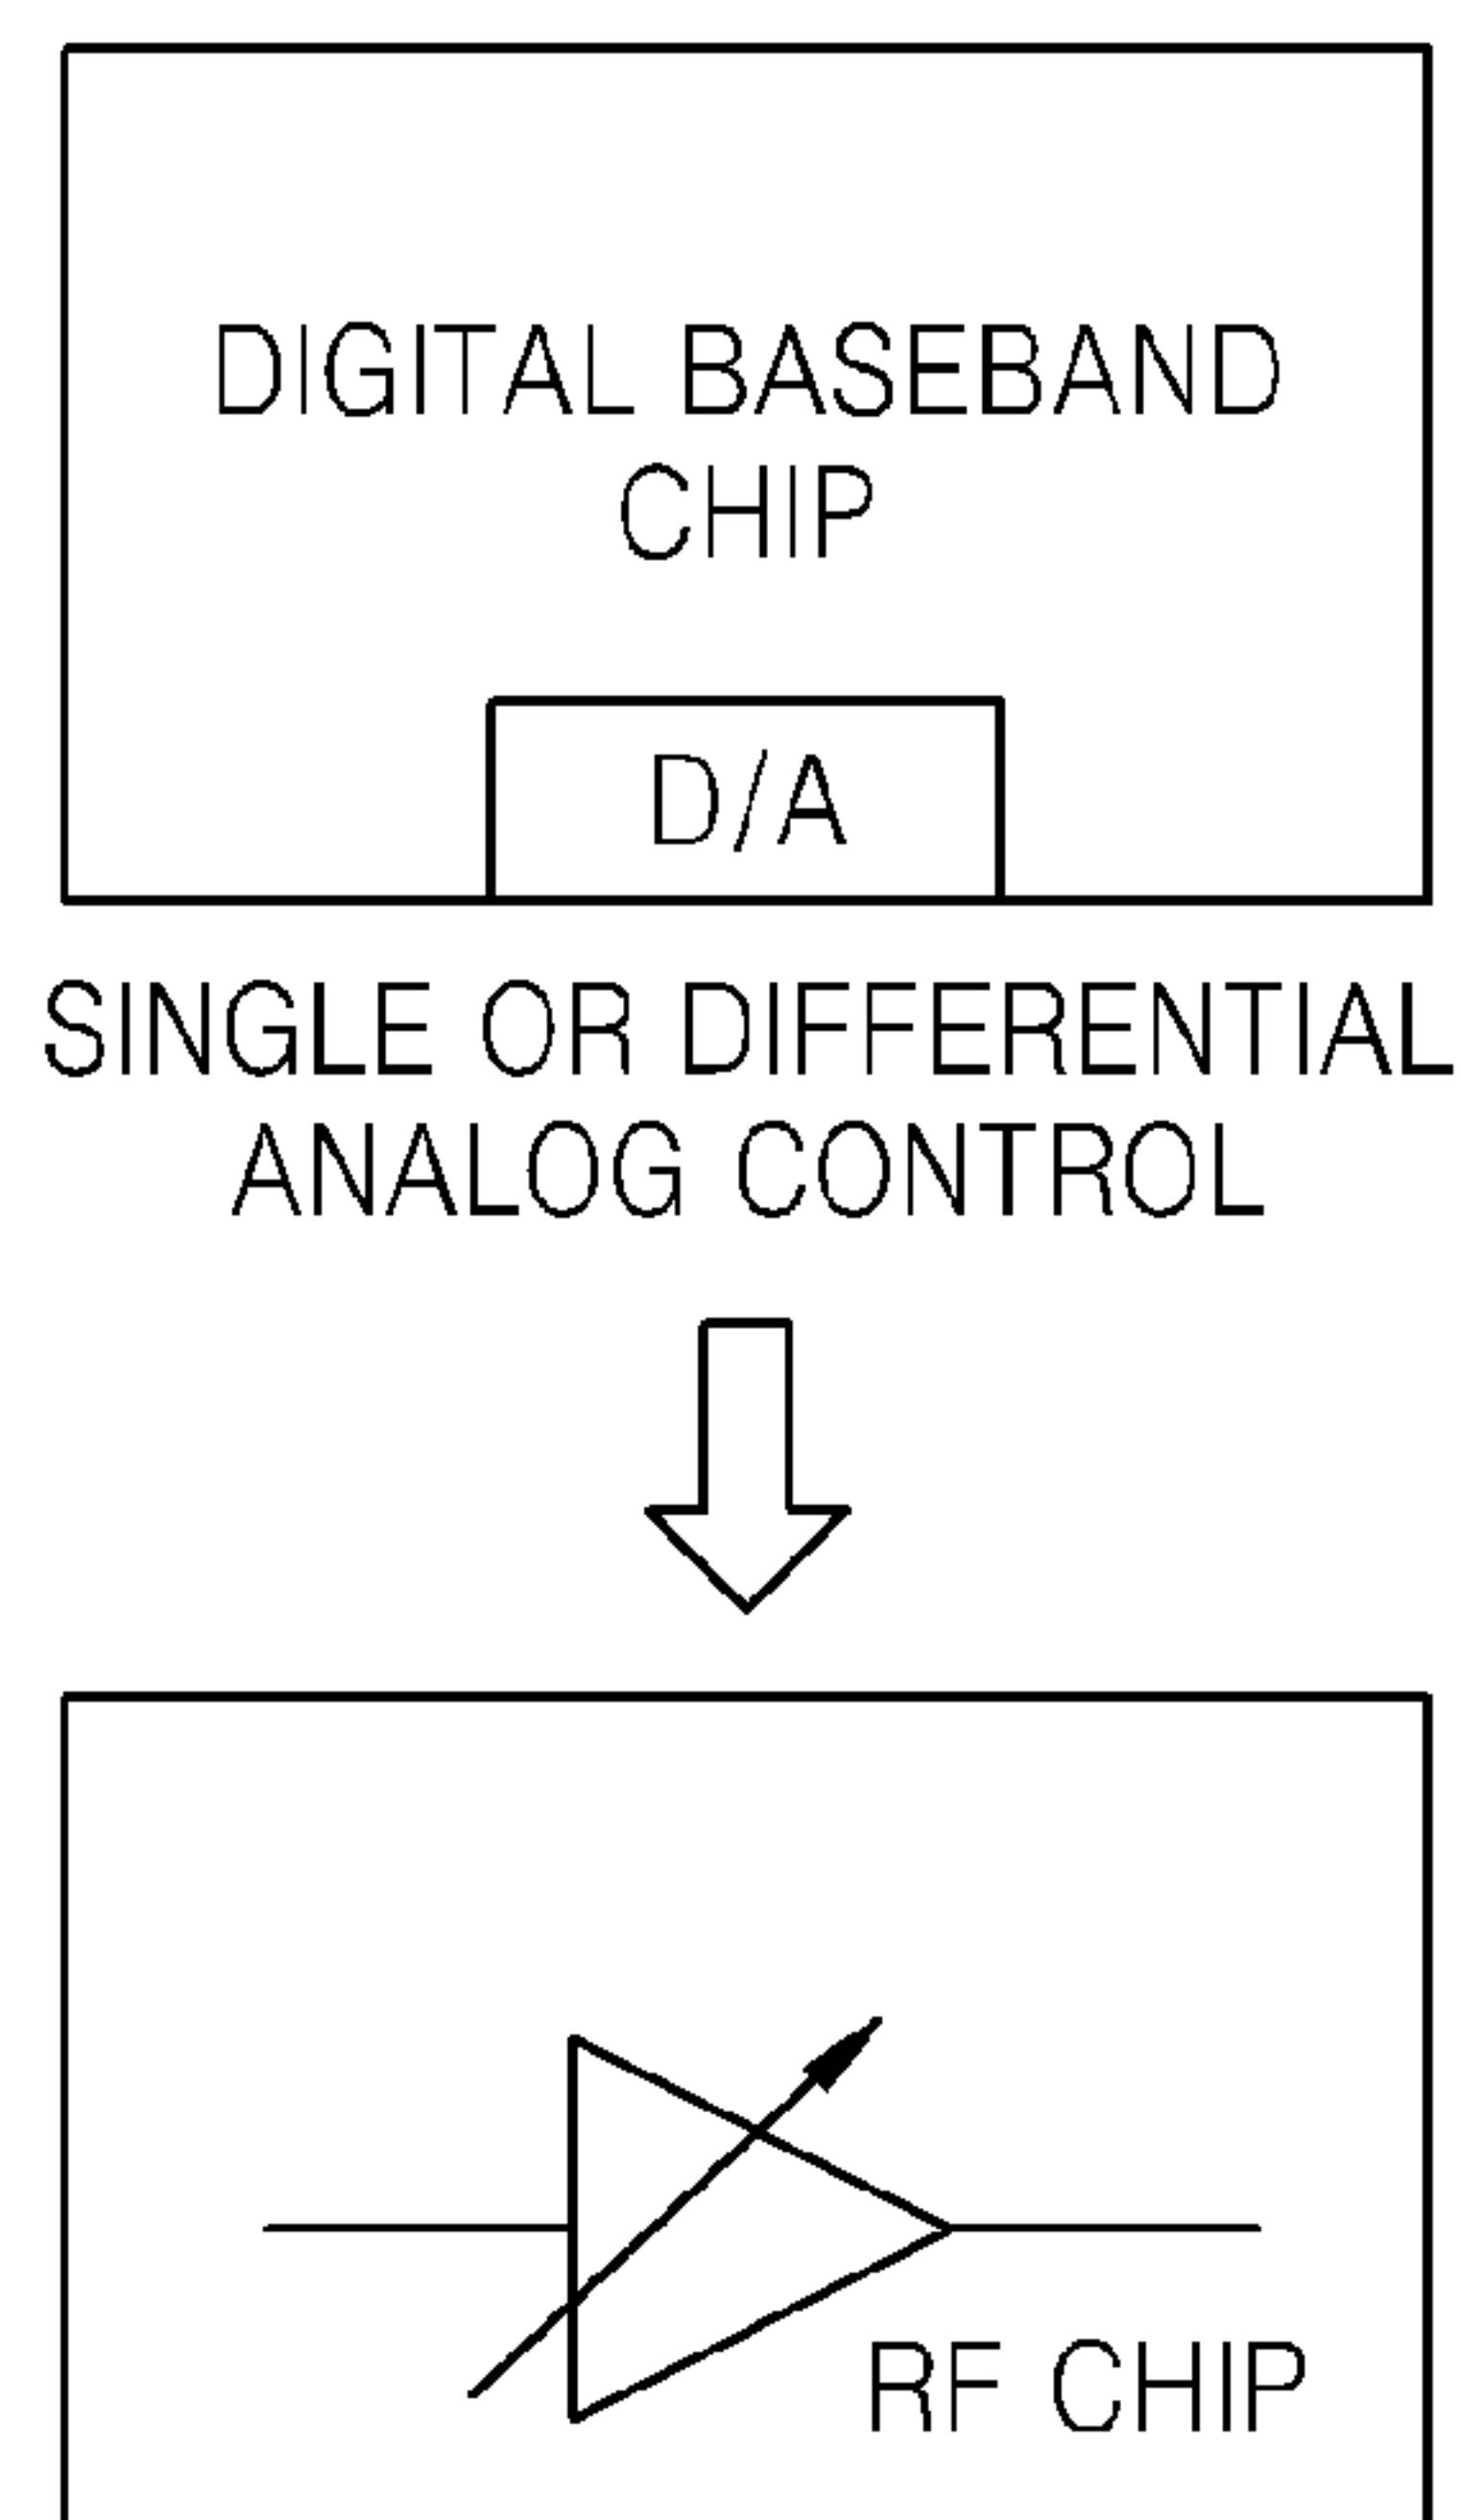 DIGITAL BASEBAND
CHIP
D/A
SINGLE OR DIFFERENTIAL
ANALOG CONTROL
RF CHIP